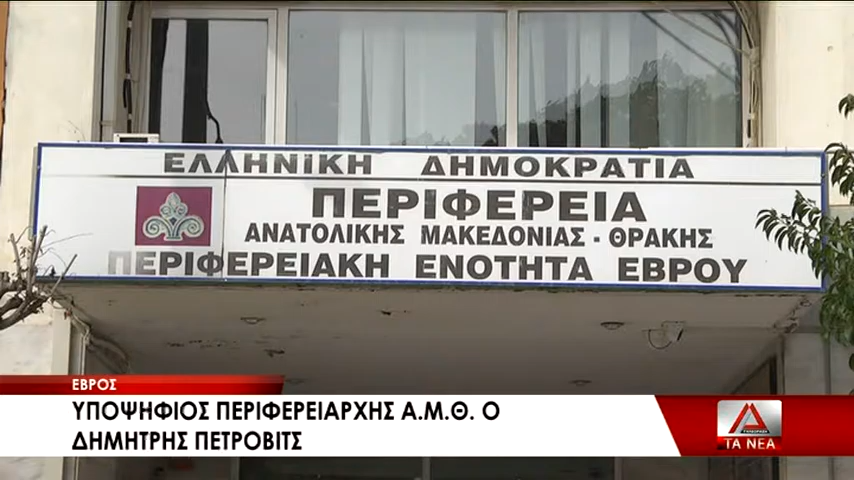 ΕΛΛΗΝΙΚΗ ΔΗΜΟΚΡΑΤΙΑ
ΠΕΡΙΦΕΡΕΙΑ
ΑΝΑΤΟΛΙΚΗΣ ΜΑΚΕΔΟΝΙΑΣ - ΘΡΑΚΗΣ
ΠΕΡΙΦΕΡΕΙΑΚΗ ΕΝΟΤΗΤΑ ΕΒΡΟΥ
ΕΒΡΟΣ
ΥΠΟΨΗΦΙΟΣ ΠΕΡΙΦΕΡΕΙΑΡΧΗΣ Α.Μ.Θ. Ο
ΔΗΜΗΤΡΗΣ ΠΕΤΡΟΒΙΤΣ
ΤΑ ΝΕΑ